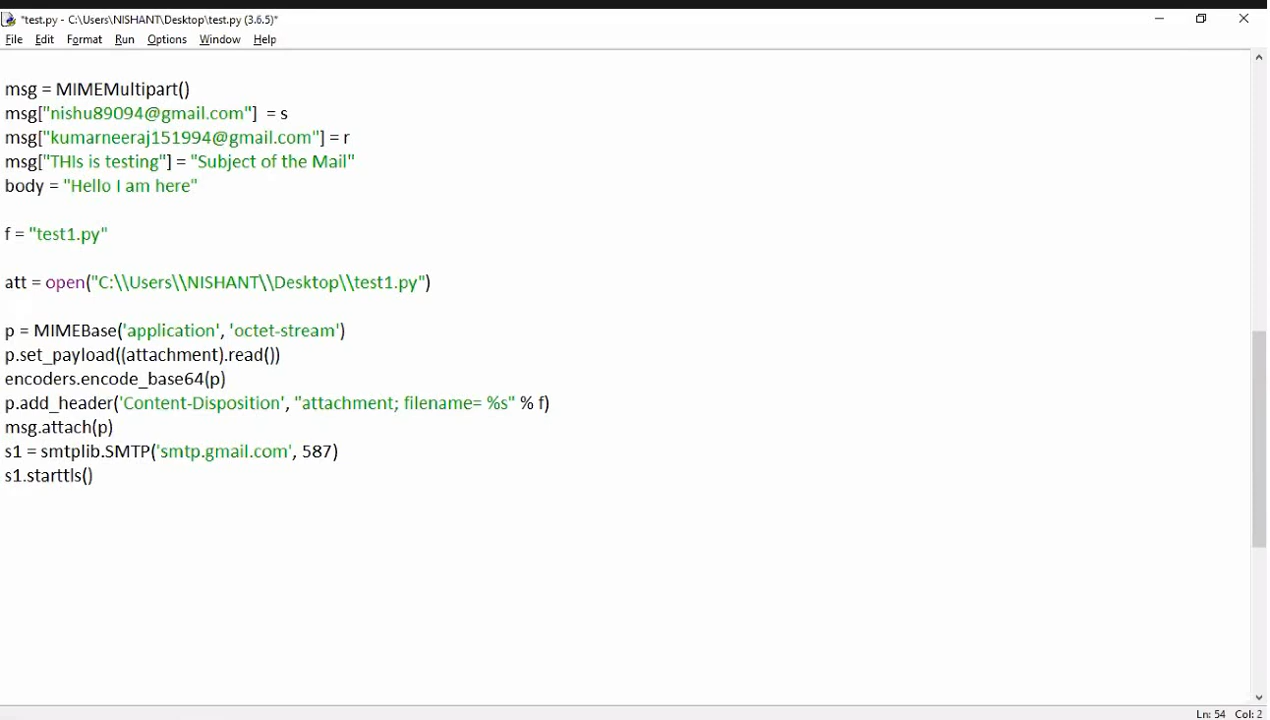 *test.py - C:\Users\NISHANT\Desktop\test.py (3.6.5)*
File Edit Format Run Options Window Help
msg = MIMEMultipart()
msg["nishu89094@gmail.com"]  = s
msg["kumarneeraj151994@gmail.com"] = r
msg["THIs is testing"] = "Subject of the Mail"
body = "Hello I am here"
f = "test1.py"
att = open("C:\\Users\\NISHANT\\Desktop\\test1.py")
p = MIMEBase('application', 'octet-stream')
p.set_payload((attachment).read())
encoders.encode_base64(p)
p.add_header('Content-Disposition', "attachment; filename= %s" % f)
msg.attach(p)
s1 = smtplib.SMTP('smtp.gmail.com', 587)
s1.starttls()
Ln: 54 Col: 2